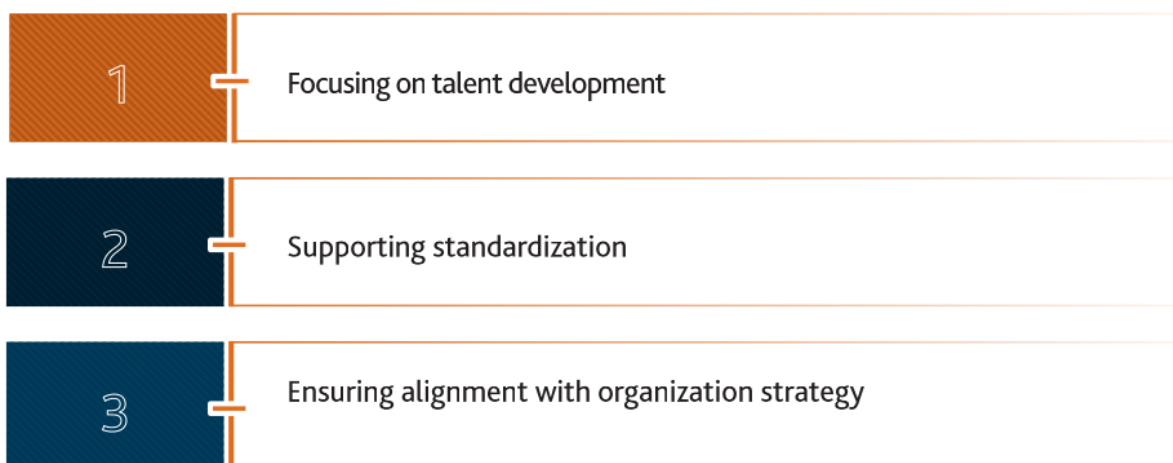 1
Focusing on talent development
2
Supporting standardization
3
Ensuring alignment with organization strategy